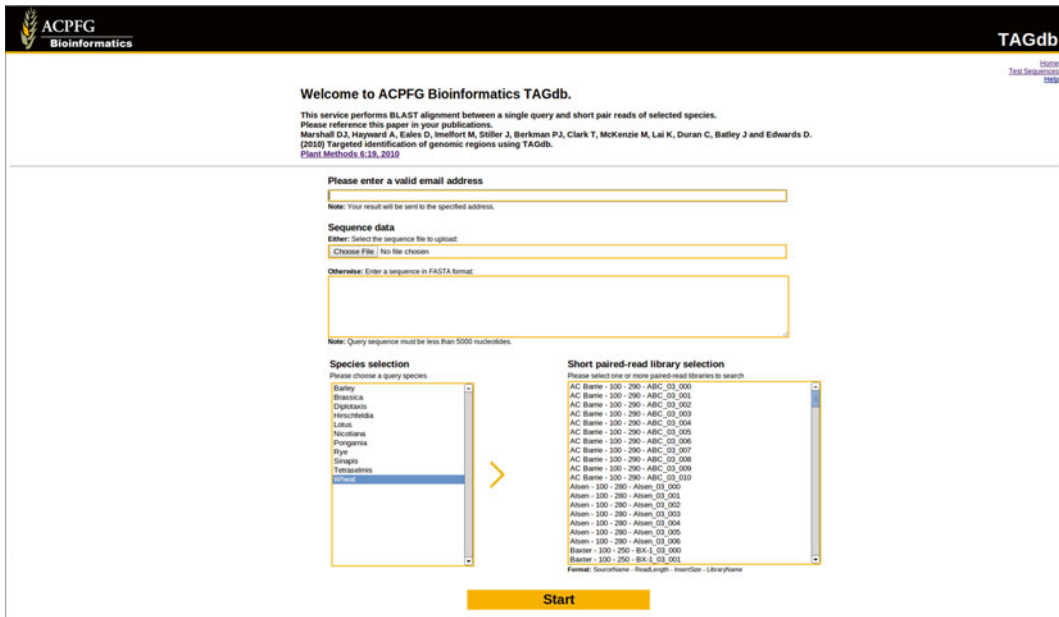 ACPFG
Bioinformatics
TAGdb
Home
Test Sequences
Help
Welcome to ACPFG Bioinformatics TAGdb.
This service performs BLAST alignment between a single query and short pair reads of selected species.
Please reference this paper in your publications.
Marshall DJ, Hayward A, Eales D, Imelfort M, Stiller J, Berkman PJ, Clark T, McKenzie M, Lai K, Duran C, Batley J and Edwards D.
(2010) Targeted identification of genomic regions using TAGdb.
Plant Methods 6:19, 2010
Please enter a valid email address
Note: Your result will be sent to the specified address.
Sequence data
Either: Select the sequence file to upload:
Choose File No file chosen
Otherwise: Enter a sequence in FASTA format:
Note: Query sequence must be less than 5000 nucleotides.
Species selection
Please choose a query species
Barley
Brassica
Diplotaxis
Hirschfeldia
Lotus
Nicotiana
Pongamia
Rye
Sinapis
Tetraselmis
Wheat
Short paired-read library selection
Please select one or more paired-read libraries to search
AC Barrie - 100 - 290 - ABC_03_000
AC Barrie - 100 - 290 - ABC_03_001
AC Barrie - 100 - 290 - ABC_03_002
AC Barrie - 100 - 290 - ABC_03_003
AC Barrie - 100 - 290 - ABC_03_004
AC Barrie - 100 - 290 - ABC_03_005
AC Barrie - 100 - 290 - ABC_03_006
AC Barrie - 100 - 290 - ABC_03_007
AC Barrie - 100 - 290 - ABC_03_008
AC Barrie - 100 - 290 - ABC_03_009
AC Barrie - 100 - 290 - ABC_03_010
Alsen - 100 - 280 - Alsen_03_000
Alsen - 100 - 280 - Alsen_03_001
Alsen - 100 - 280 - Alsen_03_002
Alsen - 100 - 280 - Alsen_03_003
Alsen - 100 - 280 - Alsen_03_004
Alsen - 100 - 280 - Alsen_03_005
Alsen - 100 - 280 - Alsen_03_006
Baxter - 100 - 250 - BX-1_03_000
Baxter - 100 - 250 - BX-1_03_001
Format: SourceName - ReadLength - InsertSize - LibraryName
Start